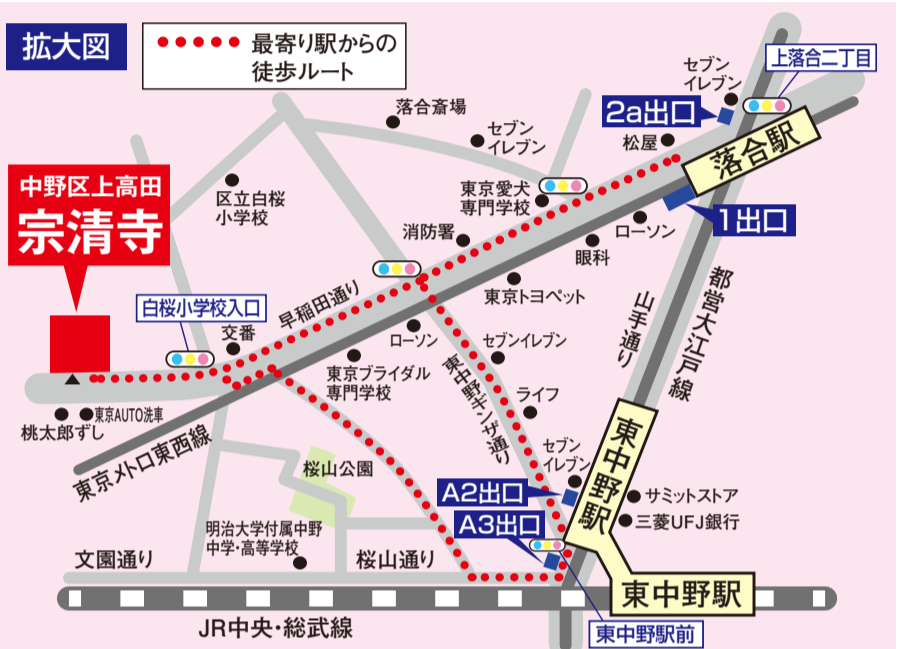 拡大図
最寄り駅からの
徒歩ルート
セブン
イレブン
上落合二丁目
2a出口
落合斎場
セブン
イレブン
松屋
落合駅
中野区上高田
宗清寺
区立白桜
小学校
東京愛犬
専門学校
1出口
ローソン
消防署
眼科
東京トヨペット
白桜小学校入口
早稲田通り
交番
ローソン
セブンイレブン
山手通り
都営大江戸線
東京ブライダル
専門学校
東中野ギンザ通り
ライフ
桃太郎ずし
東京AUTO洗車
東京メトロ東西線
桜山公園
セブン
イレブン
東中野駅
A2出口
サミットストア
A3出口
三菱UFJ銀行
明治大学付属中野
中学・高等学校
文園通り
桜山通り
東中野駅
JR中央・総武線
東中野駅前